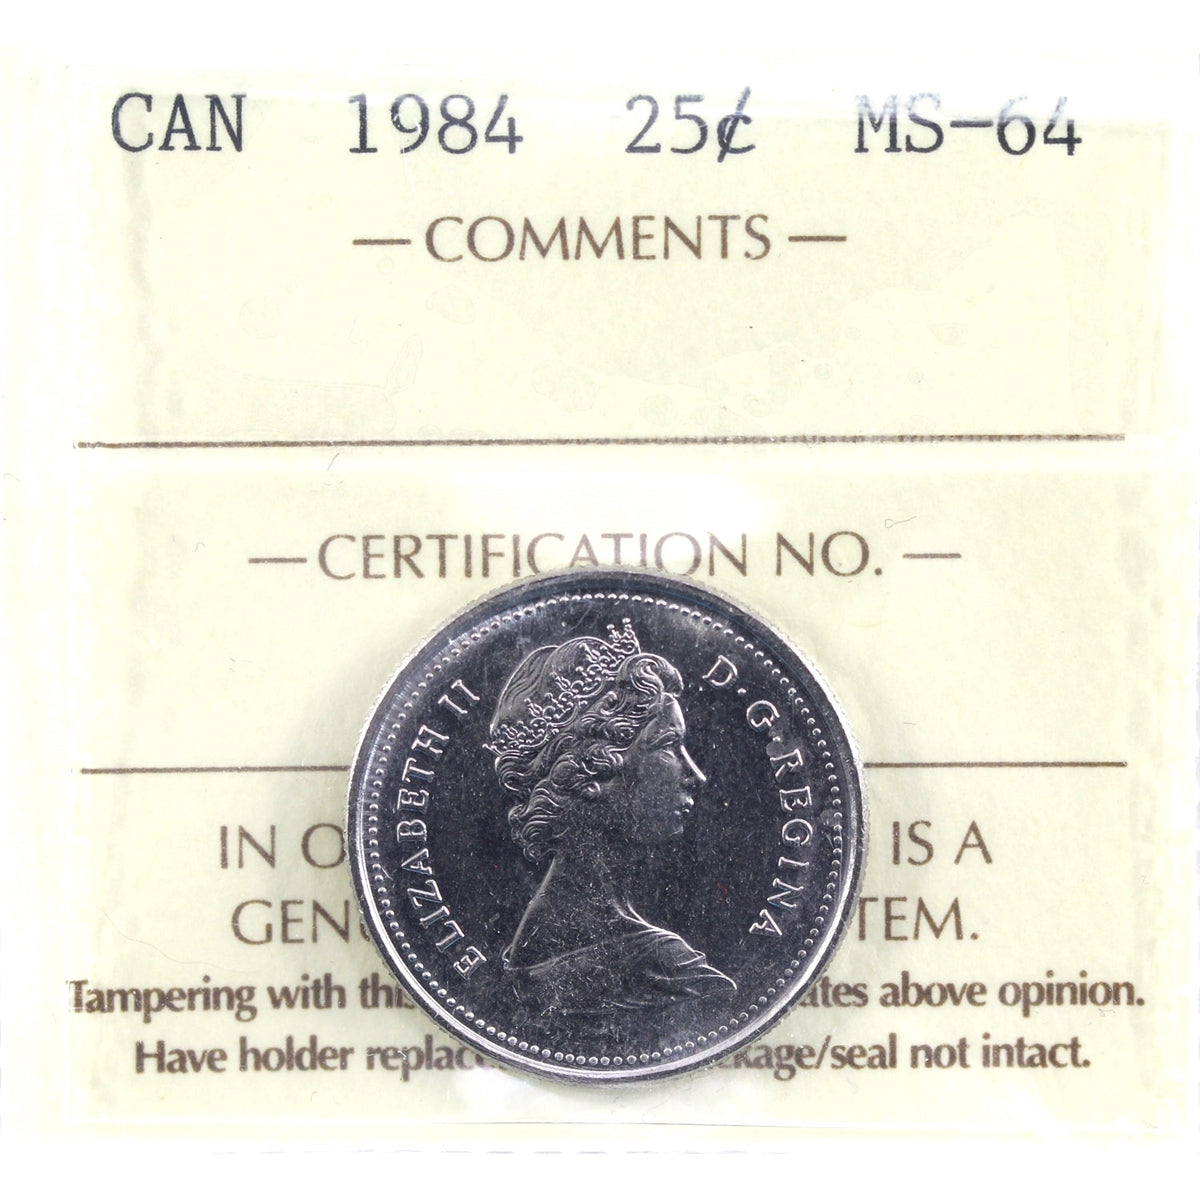 CAN 1984 25¢ MS-64
— COMMENTS —
— CERTIFICATION NO. —
ELIZABETH II D·G·REGINA
IN O IS A
GEN TEM.
Tampering with thi ates above opinion.
Have holder replac kage/seal not intact.